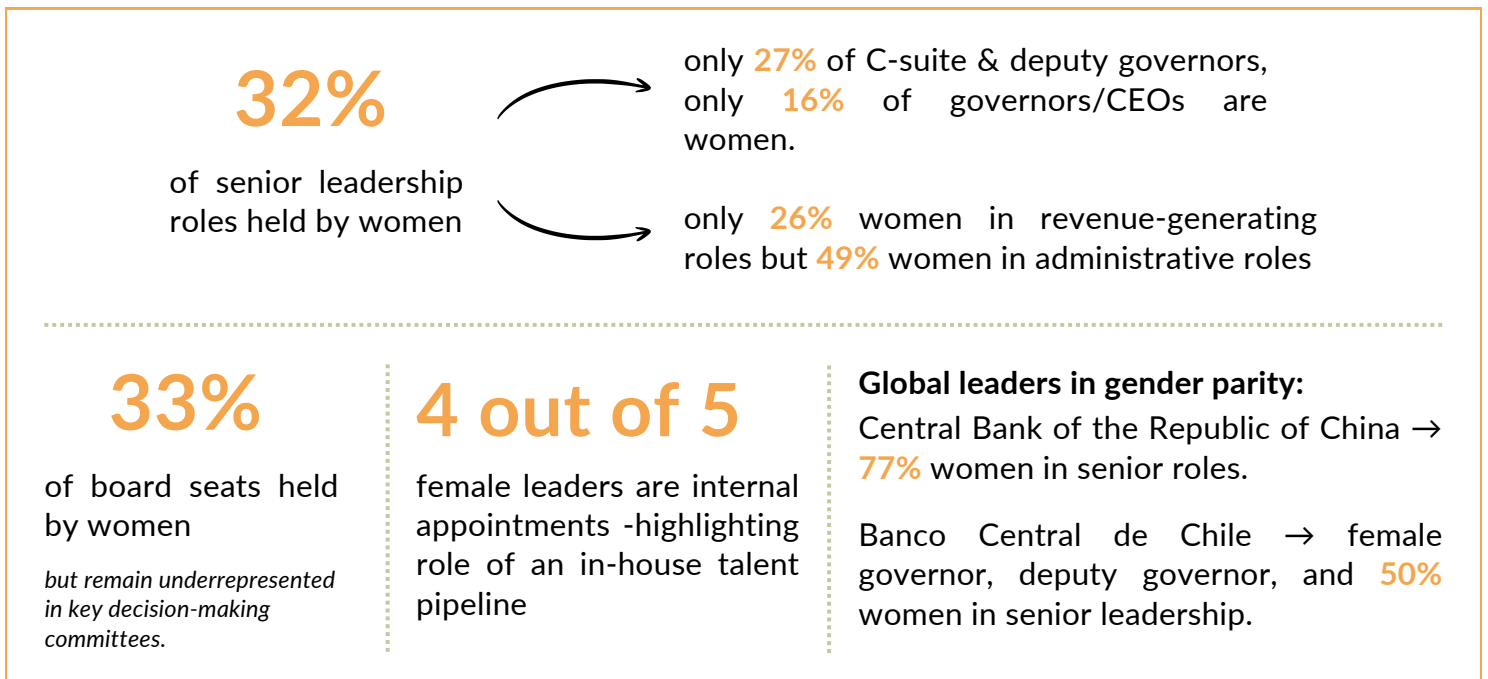 32%
of senior leadership
roles held by women
only 27% of C-suite & deputy governors,
only 16% of governors/CEOs are
women.
only 26% women in revenue-generating
roles but 49% women in administrative roles
33%
of board seats held
by women
but remain underrepresented
in key decision-making
committees.
4 out of 5
female leaders are internal
appointments -highlighting
role of an in-house talent
pipeline
Global leaders in gender parity:
Central Bank of the Republic of China →
77% women in senior roles.
Banco Central de Chile → female
governor, deputy governor, and 50%
women in senior leadership.